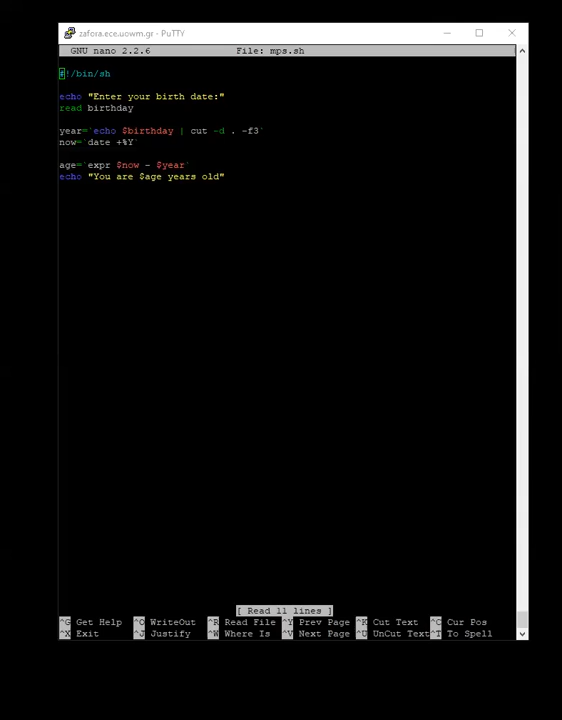 zafora.ece.uowm.gr - PuTTY
GNU nano 2.2.6 File: mps.sh
#!/bin/sh
echo "Enter your birth date:"
read birthday
year=`echo $birthday | cut -d . -f3`
now=`date +%Y`
age=`expr $now - $year`
echo "You are $age years old"
[ Read 11 lines ]
^G Get Help ^O WriteOut ^R Read File ^Y Prev Page ^K Cut Text ^C Cur Pos
^X Exit ^J Justify ^W Where Is ^V Next Page ^U UnCut Text ^T To Spell